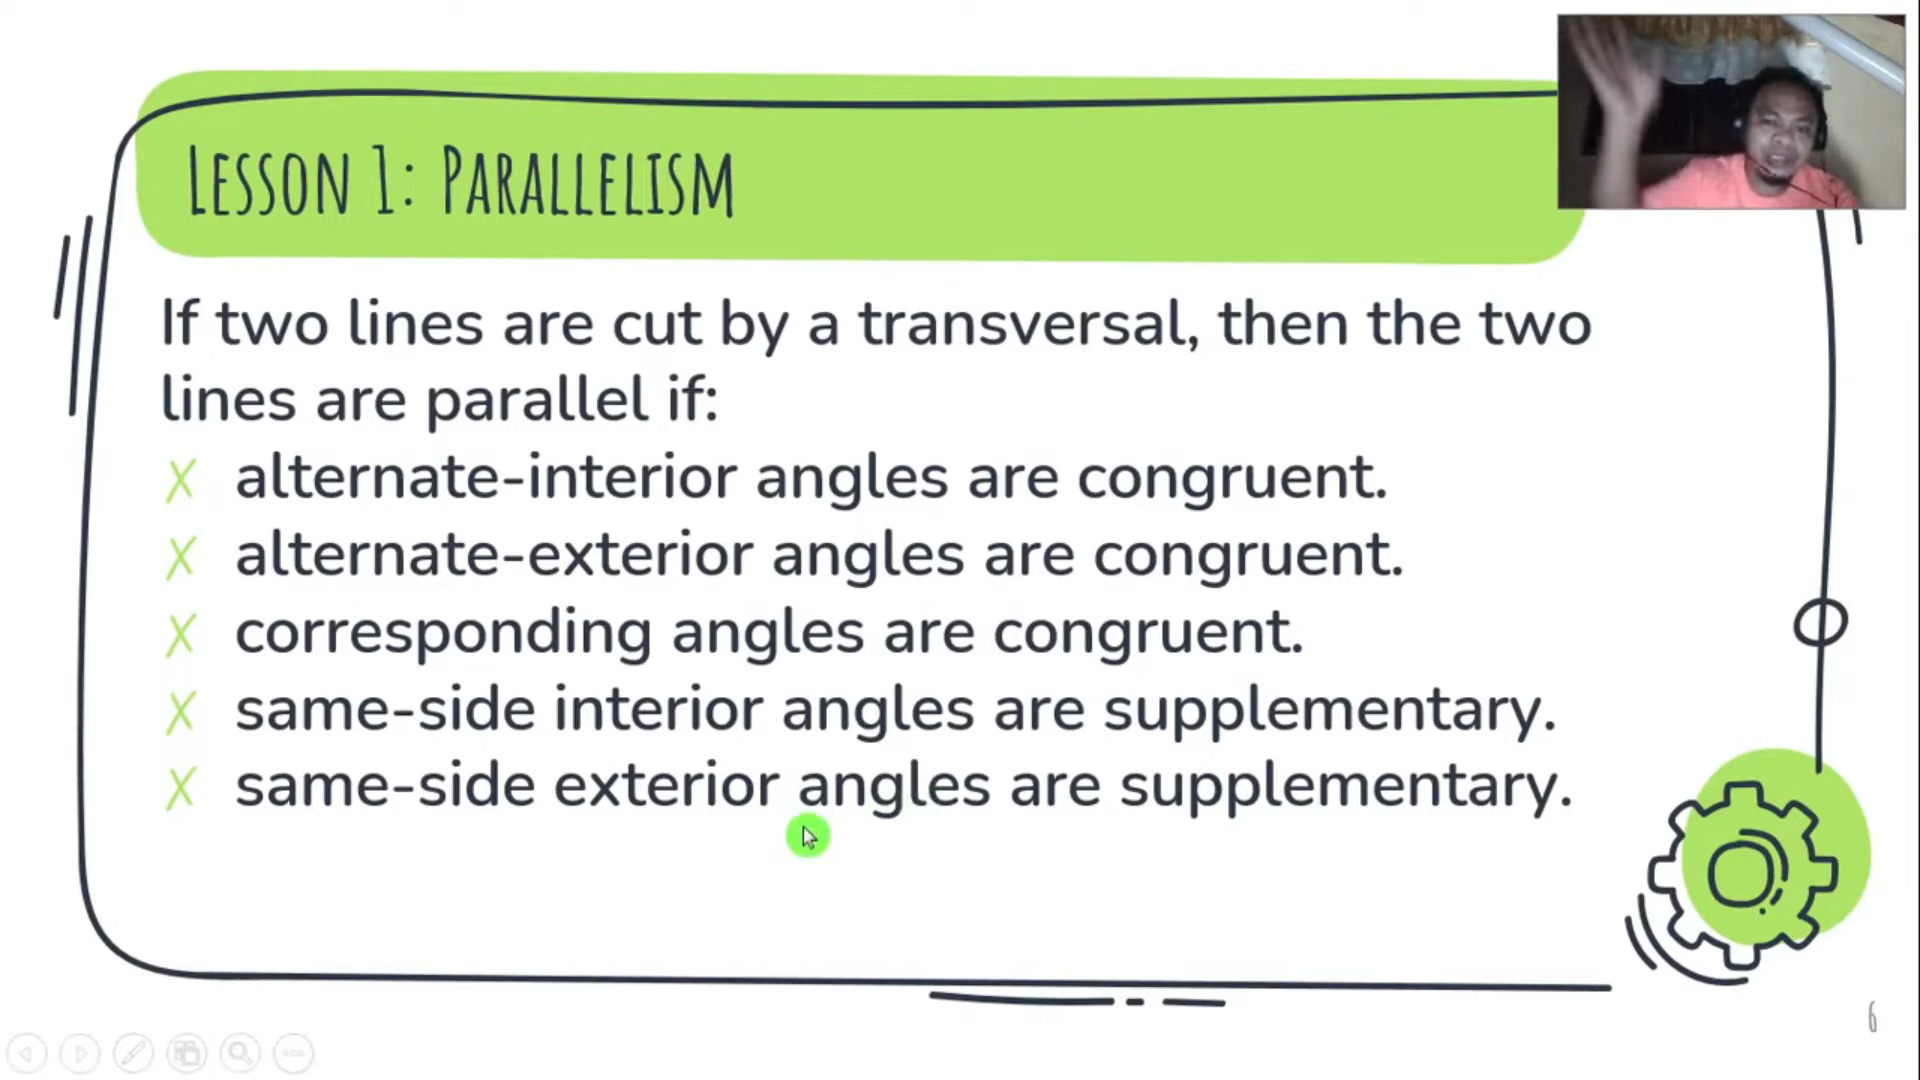 LESSON 1: PARALLELISM
If two lines are cut by a transversal, then the two
lines are parallel if:
X alternate-interior angles are congruent.
X alternate-exterior angles are congruent.
X corresponding angles are congruent.
X same-side interior angles are supplementary.
X same-side exterior angles are supplementary.
6